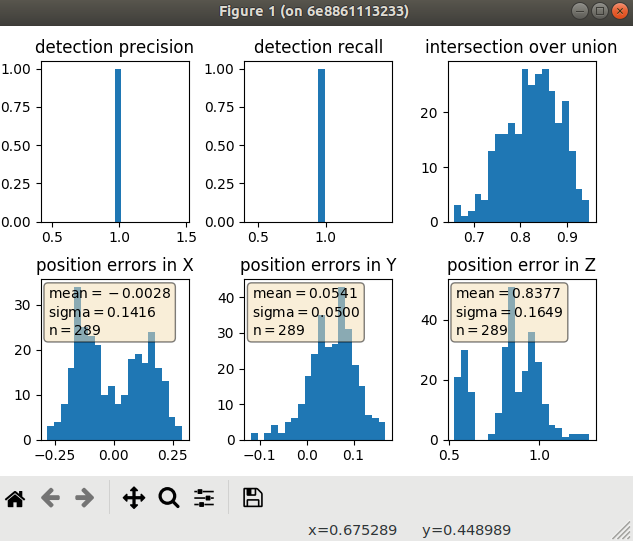 Figure 1 (on 6e8861113233)
detection precision
detection recall
intersection over union
1.00
0.75
0.50
0.25
0.00
0.5 1.0 1.5
1.00
0.75
0.50
0.25
0.00
0.5 1.0
20
10
0
0.7 0.8 0.9
position errors in X
position errors in Y
position error in Z
mean = −0.0028
sigma = 0.1416
n = 289
30
20
10
0
−0.25 0.00 0.25
mean = 0.0541
sigma = 0.0500
n = 289
40
30
20
10
0
−0.1 0.0 0.1
mean = 0.8377
sigma = 0.1649
n = 289
40
20
0
0.5 1.0
x=0.675289 y=0.448989